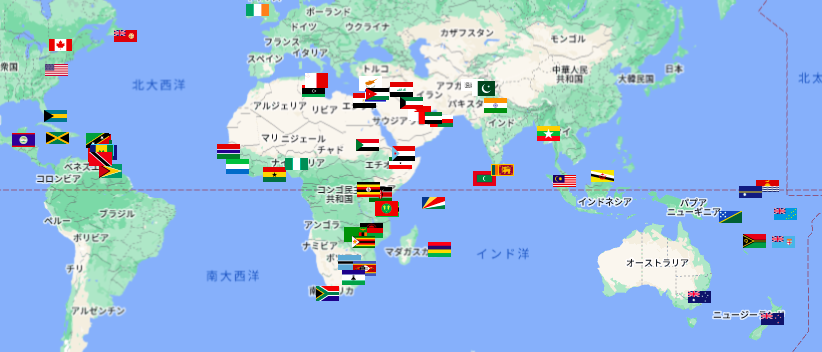 ポーランド
ドイツ
ウクライナ
フランス
イタリア
スペイン
カザフスタン
モンゴル
トルコ
中華人民
共和国
大韓民国
日本
衆国
北大西洋
北太
アルジェリア
リビア
エ
アフガ
イラン
パキスタ
サウジア
インド
マリ
ニジェール
チャド
ナイ
リア
エチオ
ベネズエ
コロンビア
コンゴ民主
共和国
インドネシア
パプア
ニューギニア
ペルー
ブラジル
ボリビア
アンゴラ
ナミビア
マダガス
インド洋
チリ
南大西洋
オーストラリア
アルゼンチン
ニュージーランド